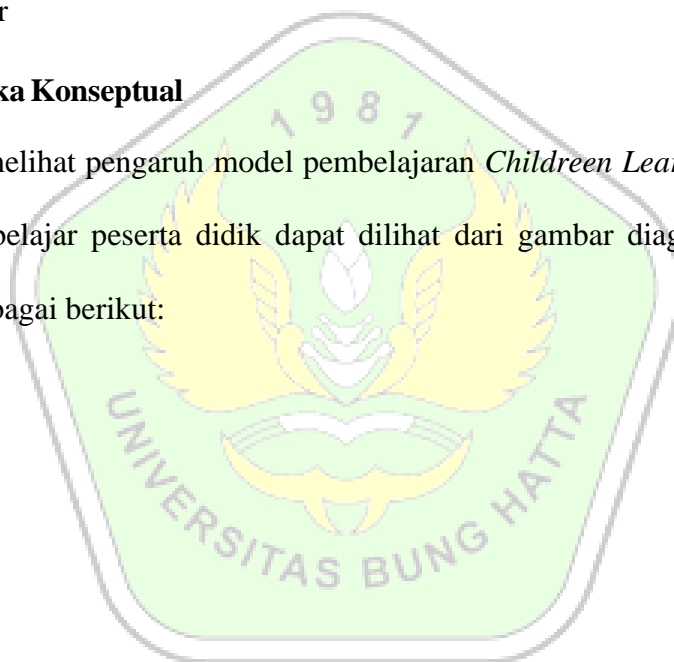 r
ka Konseptual
nelihat pengaruh model pembelajaran Childreen Lear
belajar peserta didik dapat dilihat dari gambar diag
bagai berikut:
1981
UNIVERSITAS BUNG HATTA